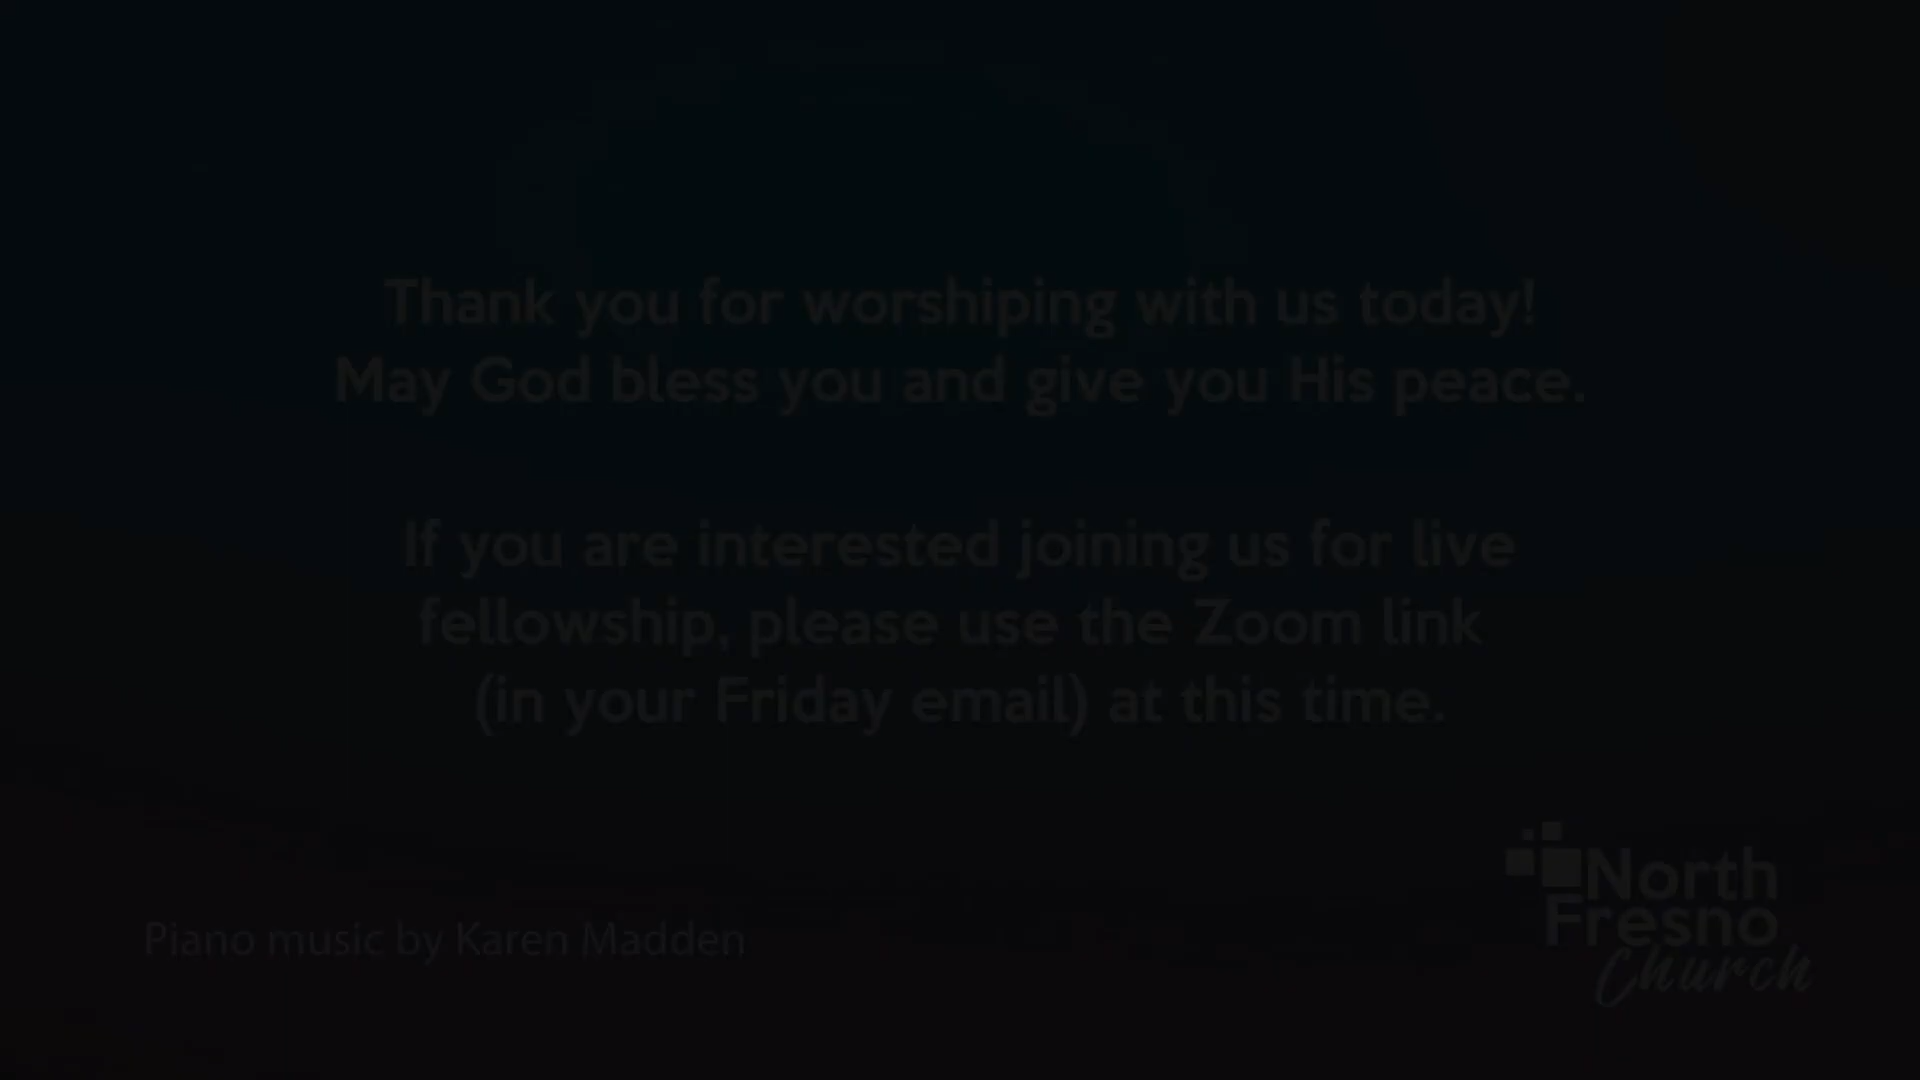 Thank you for worshiping with us today!
May God bless you and give you His peace.
If you are interested joining us for live
fellowship, please use the Zoom link
(in your Friday email) at this time.
Piano music by Karen Madden
North
Fresno
Church